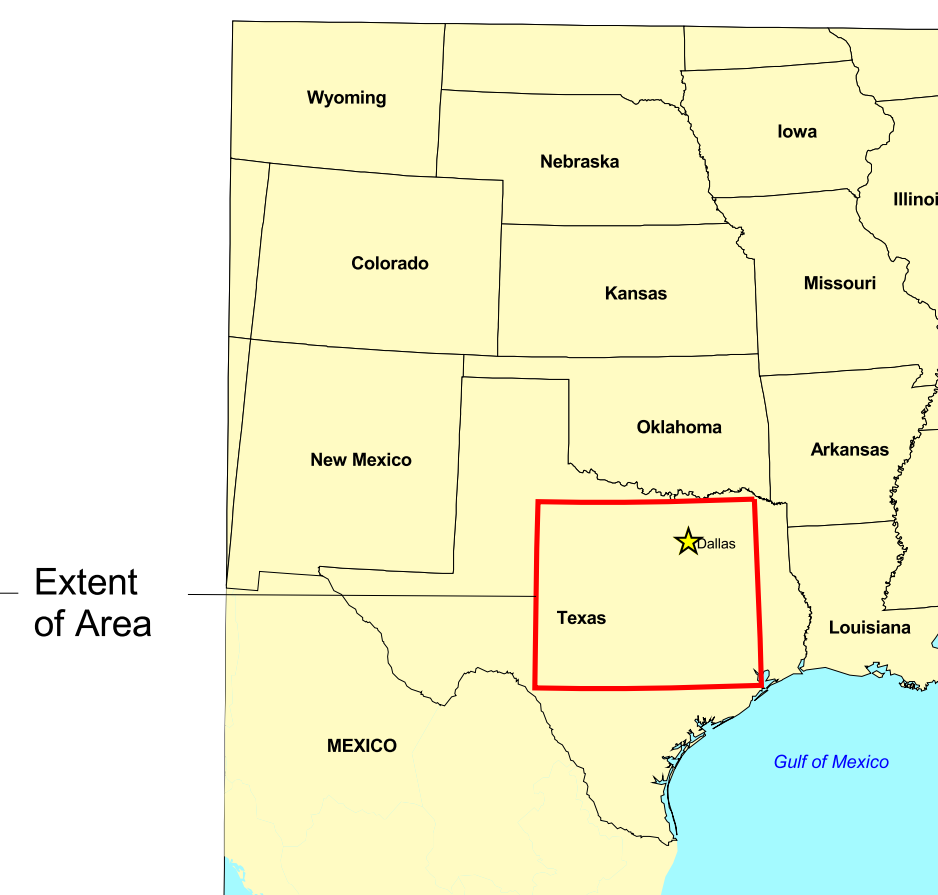 Wyoming
Iowa
Nebraska
Illinoi
Colorado
Missouri
Kansas
Oklahoma
Arkansas
New Mexico
Dallas
Extent
of Area
Texas
Louisiana
MEXICO
Gulf of Mexico